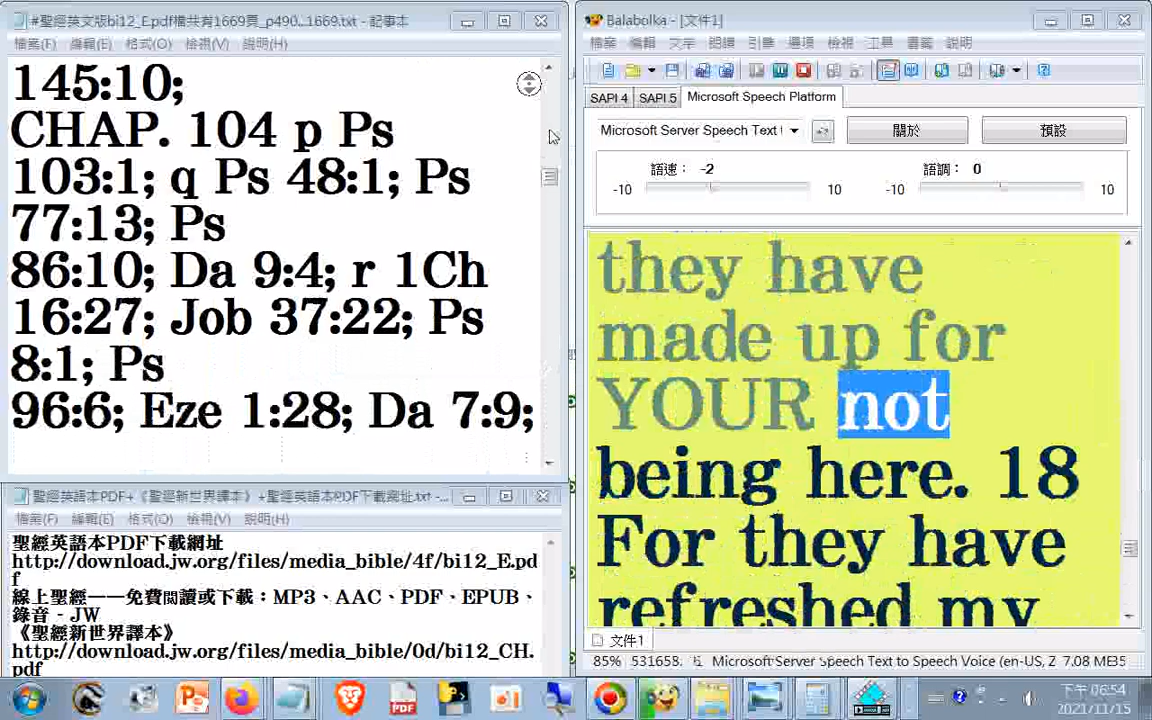 #聖經英文版bi12_E.pdf檔共有1669頁_p490...1669.txt - 記事本
檔案(F) 編輯(E) 格式(O) 檢視(V) 說明(H)
145:10;
CHAP. 104 p Ps
103:1; q Ps 48:1; Ps
77:13; Ps
86:10; Da 9:4; r 1Ch
16:27; Job 37:22; Ps
8:1; Ps
96:6; Eze 1:28; Da 7:9;
聖經英語本PDF+《聖經新世界譯本》+聖經英語本PDF下載網址.txt - ...
檔案(F) 編輯(E) 格式(O) 檢視(V) 說明(H)
聖經英語本PDF下載網址
http://download.jw.org/files/media_bible/4f/bi12_E.pd
f
線上聖經——免費閱讀或下載：MP3、AAC、PDF、EPUB、
錄音 - JW
《聖經新世界譯本》
http://download.jw.org/files/media_bible/0d/bi12_CH.
pdf
Balabolka - [文件1]
檔案 編輯 文字 朗讀 引擎 選項 檢視 工具 書籤 說明
SAPI 4 SAPI 5 Microsoft Speech Platform
Microsoft Server Speech Text 關於 預設
語速： -2 語調： 0
-10 10 -10 10
they have
made up for
YOUR not
being here. 18
For they have
refreshed my
文件1
85% 531658. Microsoft Server Speech Text to Speech Voice (en-US, Z 7.08 MB
下午 06:54
2021/11/15